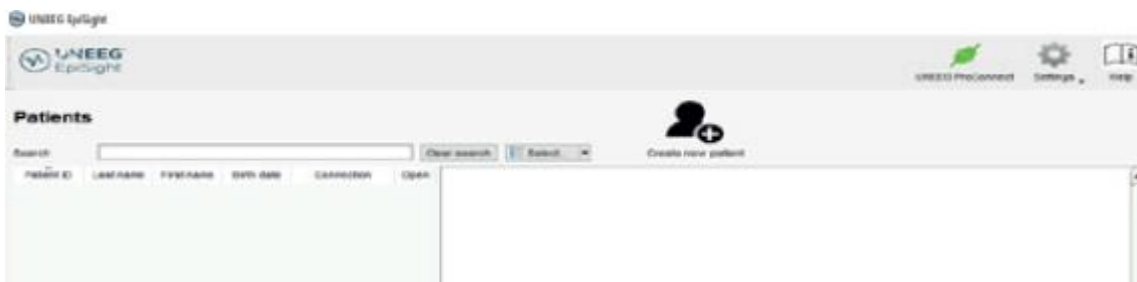 UNEEG EpiSight
UNEEG
EpiSight
UNEEG ProConnect
Settings
Help
Patients
Search
Clear search
Select...
Create new patient
Patient ID
Last name
First name
Birth date
Connection
Open